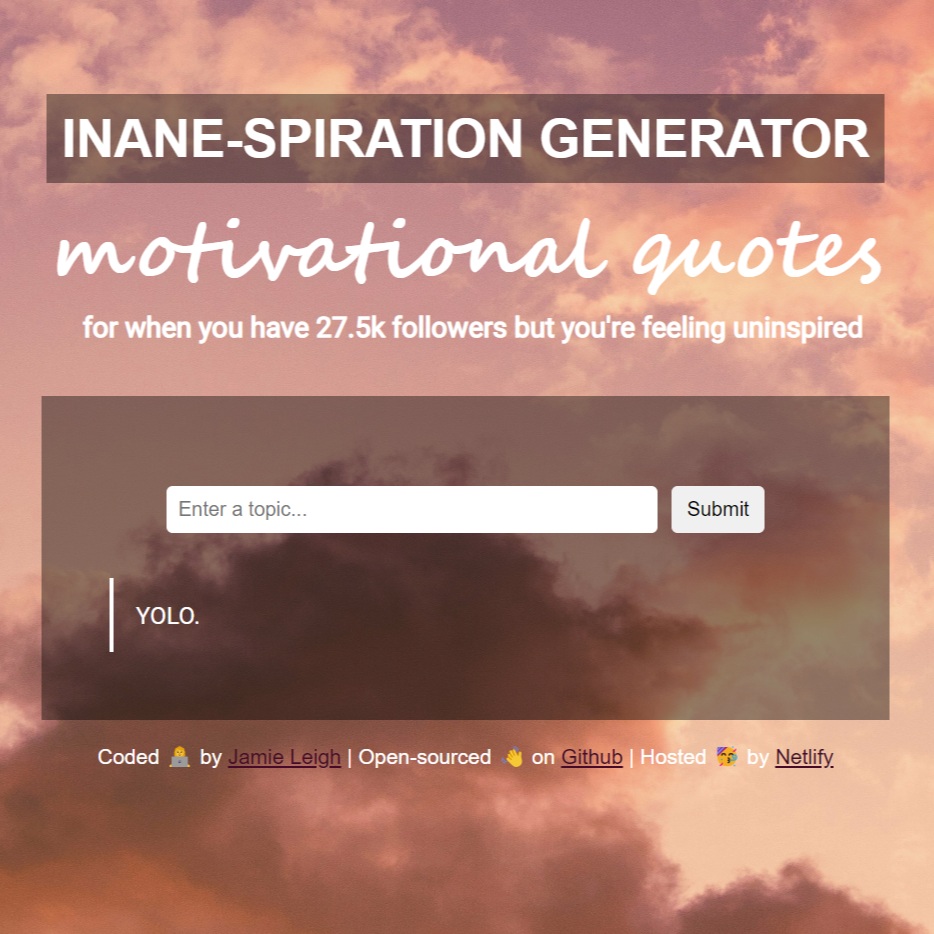 INANE-SPIRATION GENERATOR
motivational quotes
for when you have 27.5k followers but you're feeling uninspired
Enter a topic... Submit
YOLO.
Coded 👩‍💻 by Jamie Leigh | Open-sourced 👋 on Github | Hosted 🥳 by Netlify